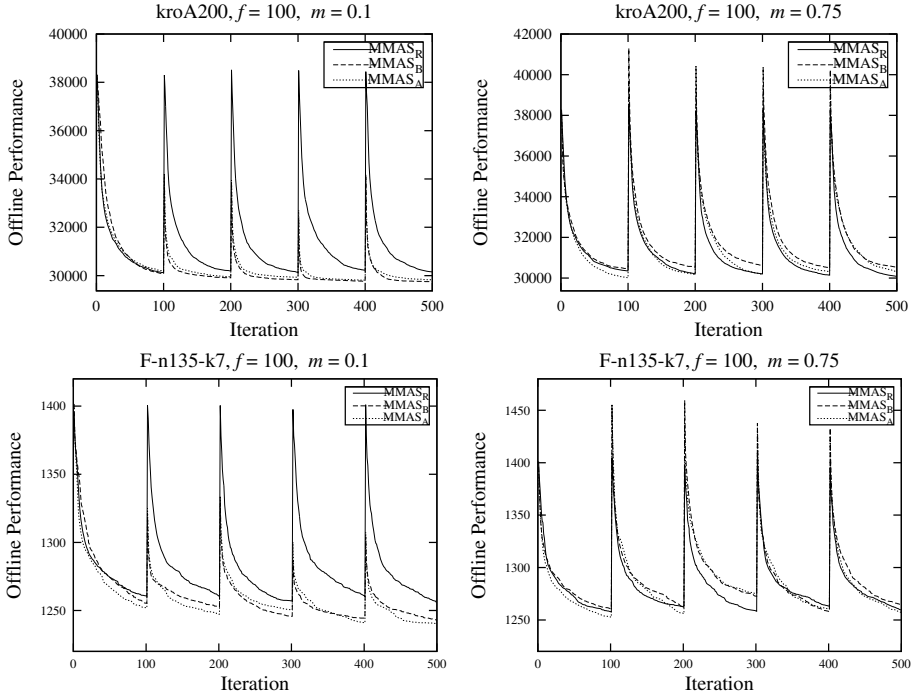 kroA200, f = 100, m = 0.1
Offline Performance
40000
38000
36000
34000
32000
30000
MMAS_R
MMAS_B
MMAS_A
0 100 200 300 400 500
Iteration
kroA200, f = 100, m = 0.75
Offline Performance
42000
40000
38000
36000
34000
32000
30000
MMAS_R
MMAS_B
MMAS_A
0 100 200 300 400 500
Iteration
F-n135-k7, f = 100, m = 0.1
Offline Performance
1400
1350
1300
1250
MMAS_R
MMAS_B
MMAS_A
0 100 200 300 400 500
Iteration
F-n135-k7, f = 100, m = 0.75
Offline Performance
1450
1400
1350
1300
1250
MMAS_R
MMAS_B
MMAS_A
0 100 200 300 400 500
Iteration